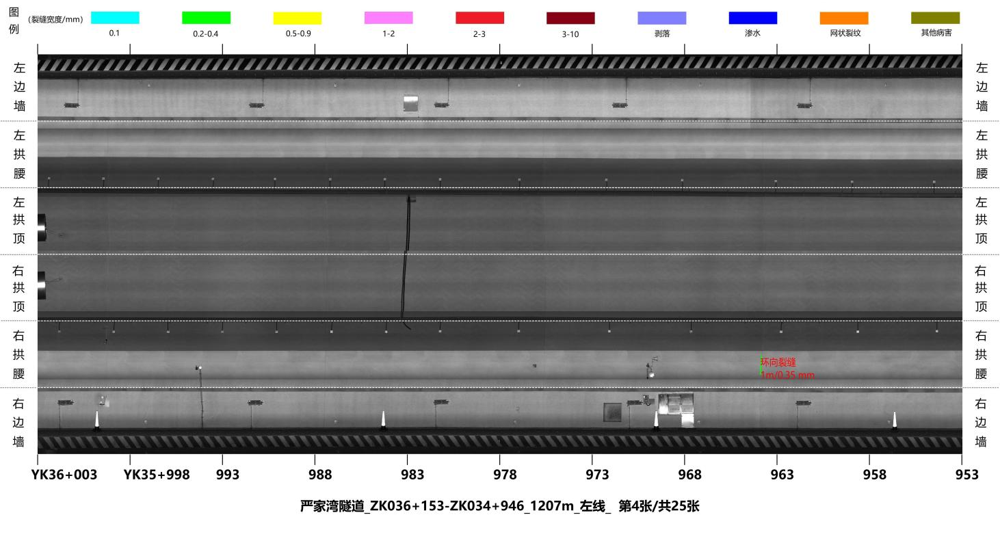 图例
(裂缝宽度/mm)
0.1
0.2-0.4
0.5-0.9
1-2
2-3
3-10
剥落
渗水
网状裂纹
其他病害
左边墙
左边墙
左拱腰
左拱腰
左拱顶
左拱顶
右拱顶
右拱顶
右拱腰
右拱腰
环向裂缝
1m/0.35 mm
右边墙
右边墙
YK36+003
YK35+998
993
988
983
978
973
968
963
958
953
严家湾隧道_ZK036+153-ZK034+946_1207m_左线_ 第4张/共25张